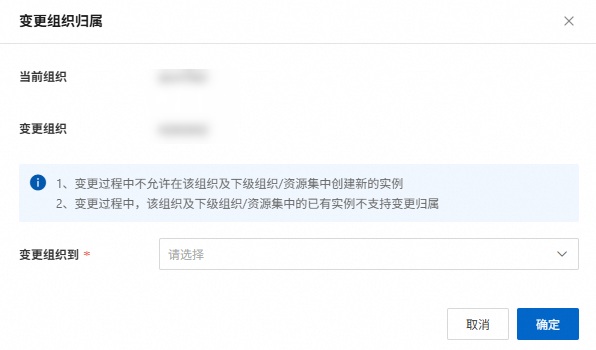 变更组织归属
当前组织
变更组织
1、变更过程中不允许在该组织及下级组织/资源集中创建新的实例
2、变更过程中，该组织及下级组织/资源集中的已有实例不支持变更归属
变更组织到 * 请选择
取消 确定